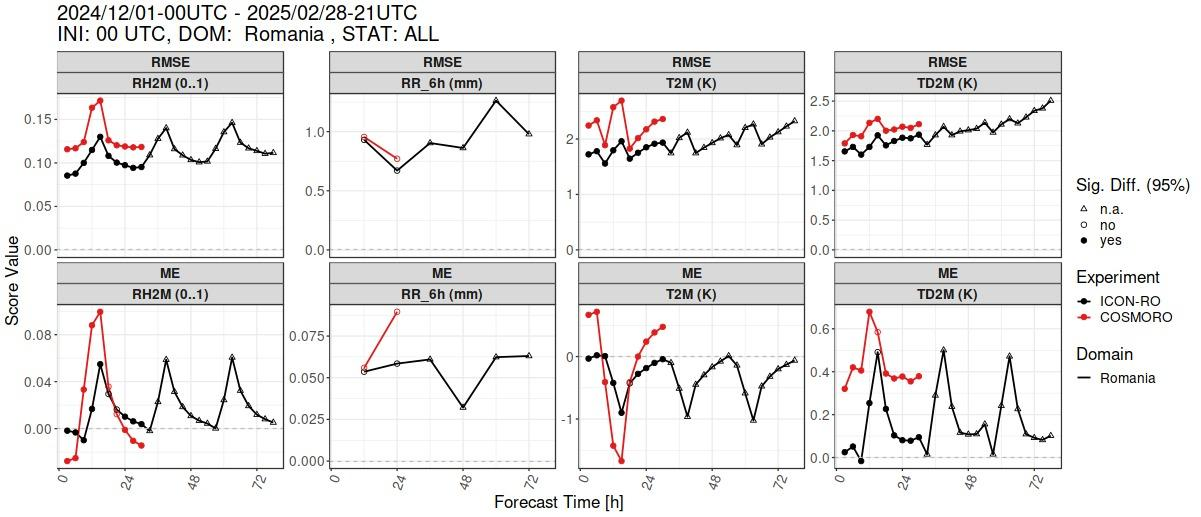 2024/12/01-00UTC - 2025/02/28-21UTC
INI: 00 UTC, DOM:  Romania , STAT: ALL
RMSE RMSE RMSE RMSE
RH2M (0..1) RR_6h (mm) T2M (K) TD2M (K)
0.15
0.10
0.05
0.00
1.0
0.5
0.0
2
1
0
2.5
2.0
1.5
1.0
0.5
0.0
ME ME ME ME
RH2M (0..1) RR_6h (mm) T2M (K) TD2M (K)
0.08
0.04
0.00
0.075
0.050
0.025
0.000
0
-1
0.6
0.4
0.2
0.0
0 24 48 72 0 24 48 72 0 24 48 72 0 24 48 72
Forecast Time [h]
Score Value
Sig. Diff. (95%)
n.a.
no
yes
Experiment
ICON-RO
COSMORO
Domain
Romania